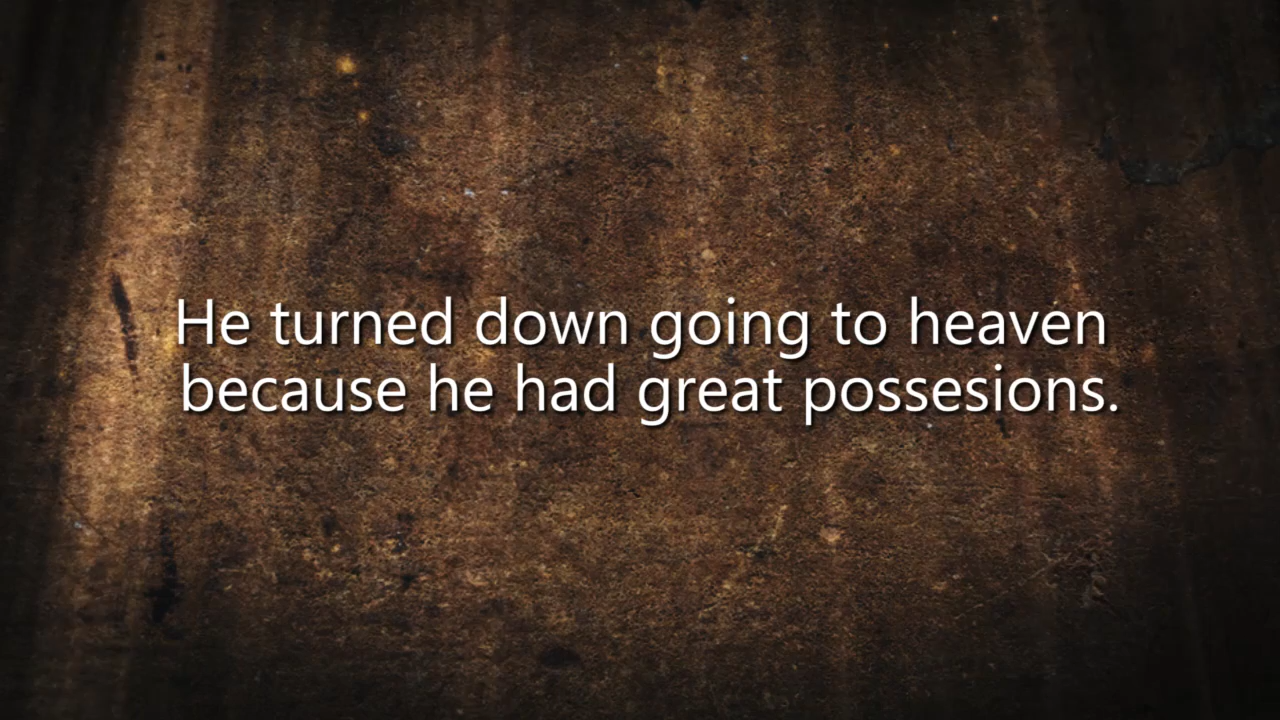 He turned down going to heaven
because he had great possesions.